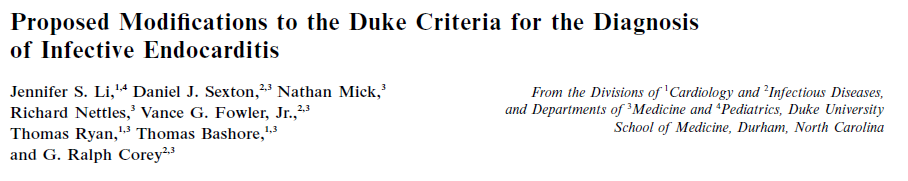 Proposed Modifications to the Duke Criteria for the Diagnosis
of Infective Endocarditis
Jennifer S. Li,1,4 Daniel J. Sexton,2,3 Nathan Mick,3
Richard Nettles,3 Vance G. Fowler, Jr.,2,3
Thomas Ryan,1,3 Thomas Bashore,1,3
and G. Ralph Corey2,3
From the Divisions of 1Cardiology and 2Infectious Diseases,
and Departments of 3Medicine and 4Pediatrics, Duke University
School of Medicine, Durham, North Carolina